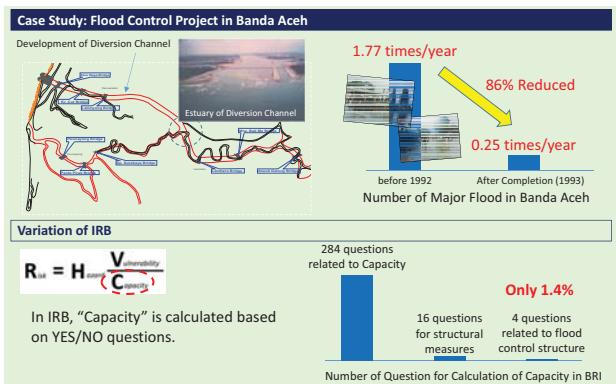 Case Study: Flood Control Project in Banda Aceh
Development of Diversion Channel
Estuary of Diversion Channel
1.77 times/year
86% Reduced
0.25 times/year
before 1992
After Completion (1993)
Number of Major Flood in Banda Aceh
Variation of IRB
Risk = Hazard Vulnerability
Capacity
In IRB, “Capacity” is calculated based
on YES/NO questions.
284 questions
related to Capacity
16 questions
for structural
measures
Only 1.4%
4 questions
related to flood
control structure
Number of Question for Calculation of Capacity in BRI